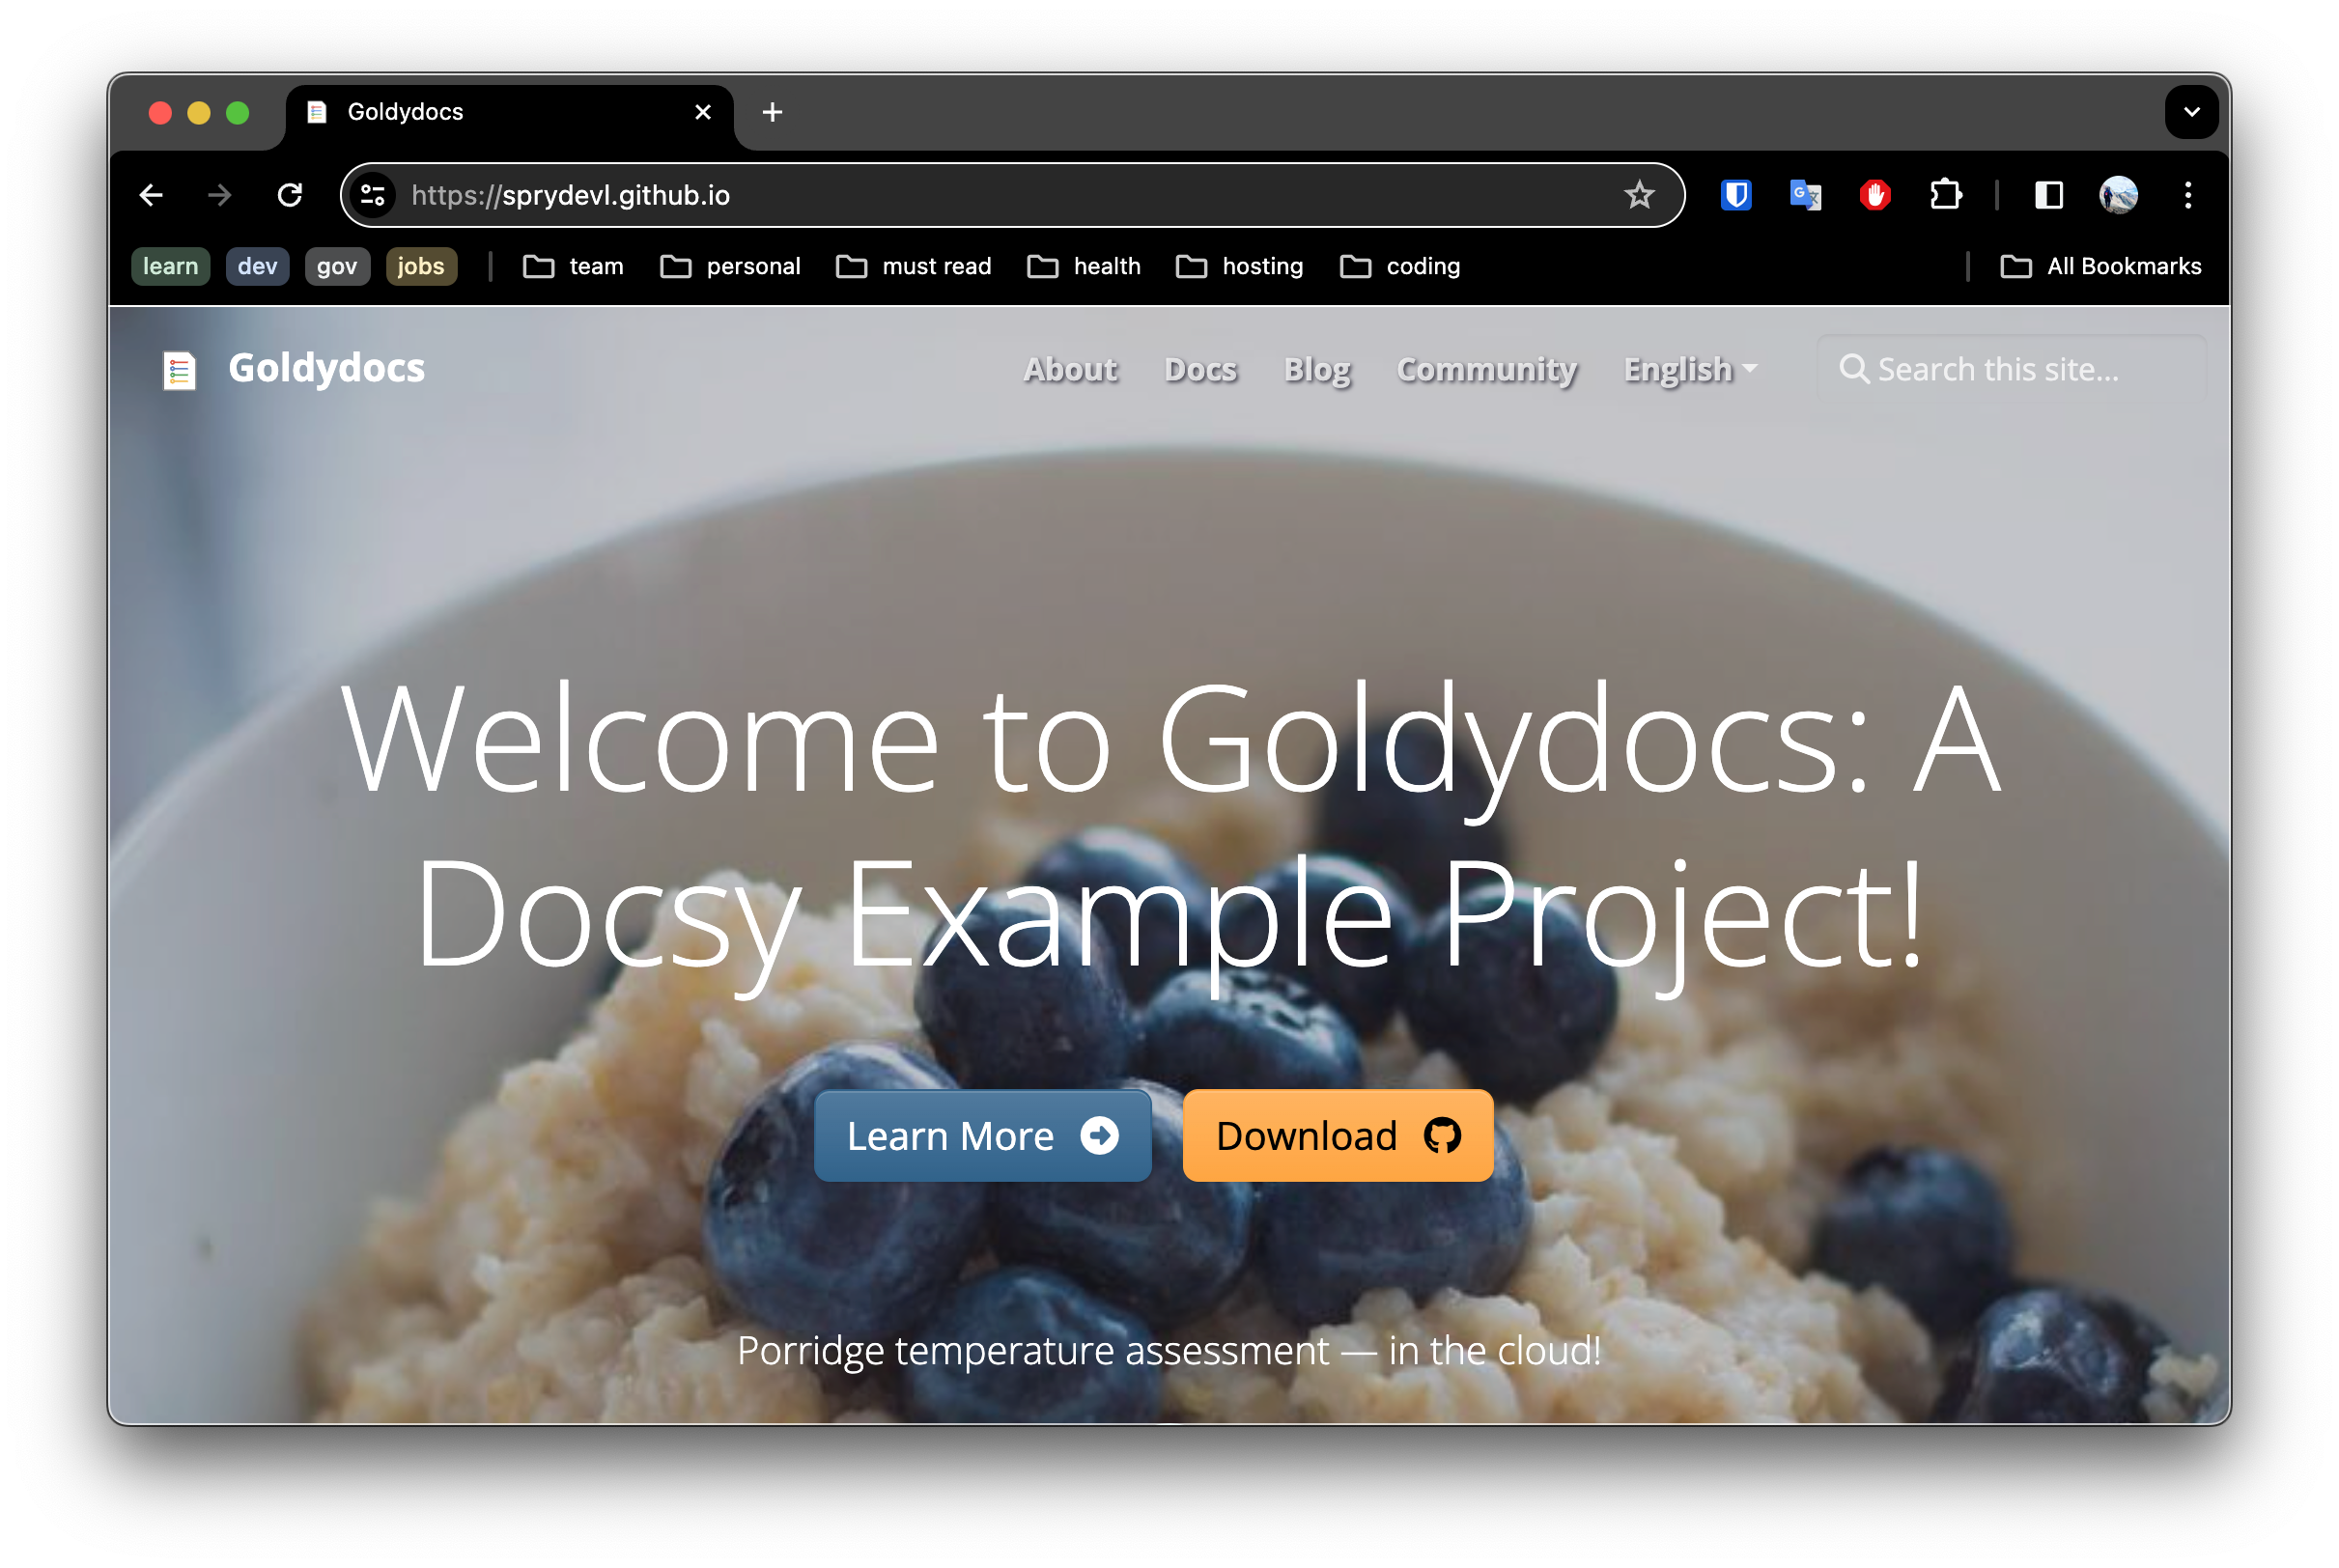 Goldydocs
https://sprydevl.github.io
learn dev gov jobs team personal must read health hosting coding All Bookmarks
Goldydocs About Docs Blog Community English Search this site...
Welcome to Goldydocs: A
Docsy Example Project!
Learn More Download
Porridge temperature assessment — in the cloud!